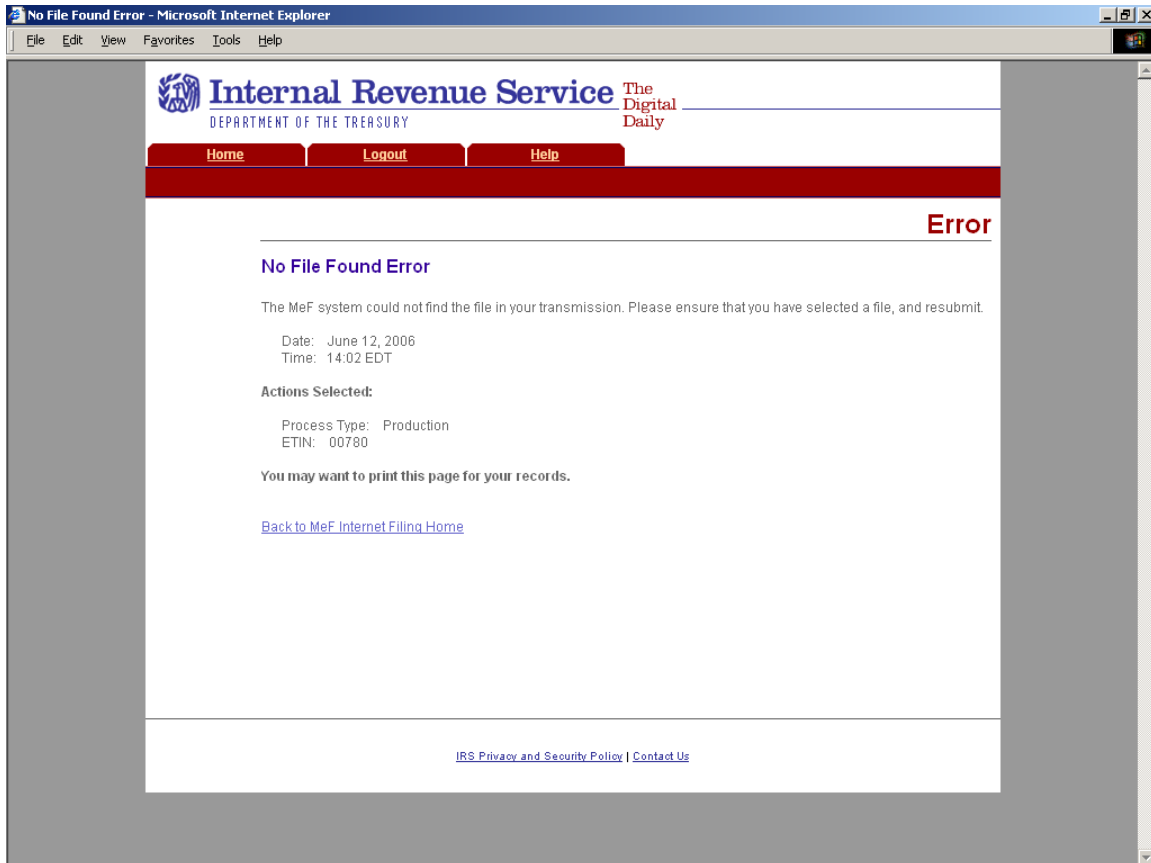 No File Found Error - Microsoft Internet Explorer
File Edit View Favorites Tools Help
Internal Revenue Service
DEPARTMENT OF THE TREASURY
The
Digital
Daily
Home Logout Help
Error
No File Found Error
The MeF system could not find the file in your transmission. Please ensure that you have selected a file, and resubmit.
Date: June 12, 2006
Time: 14:02 EDT
Actions Selected:
Process Type: Production
ETIN: 00780
You may want to print this page for your records.
Back to MeF Internet Filing Home
IRS Privacy and Security Policy | Contact Us